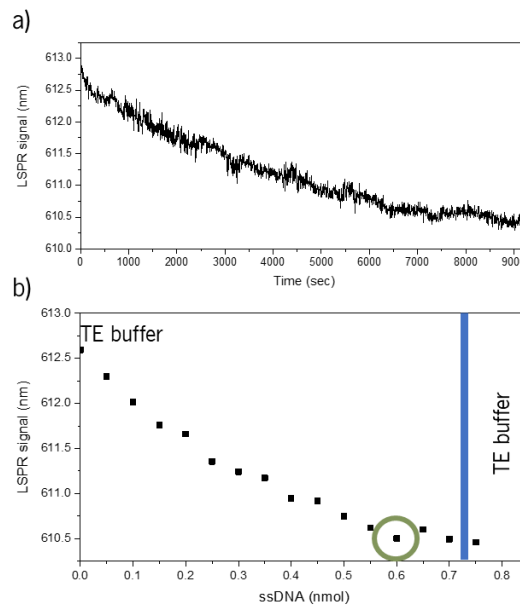 a)
613.0
612.5
612.0
611.5
611.0
610.5
610.0
LSPR signal (nm)
0 1000 2000 3000 4000 5000 6000 7000 8000 9000
Time (sec)
b)
613.0
612.5
612.0
611.5
611.0
610.5
LSPR signal (nm)
TE buffer
TE buffer
0.0 0.1 0.2 0.3 0.4 0.5 0.6 0.7 0.8
ssDNA (nmol)